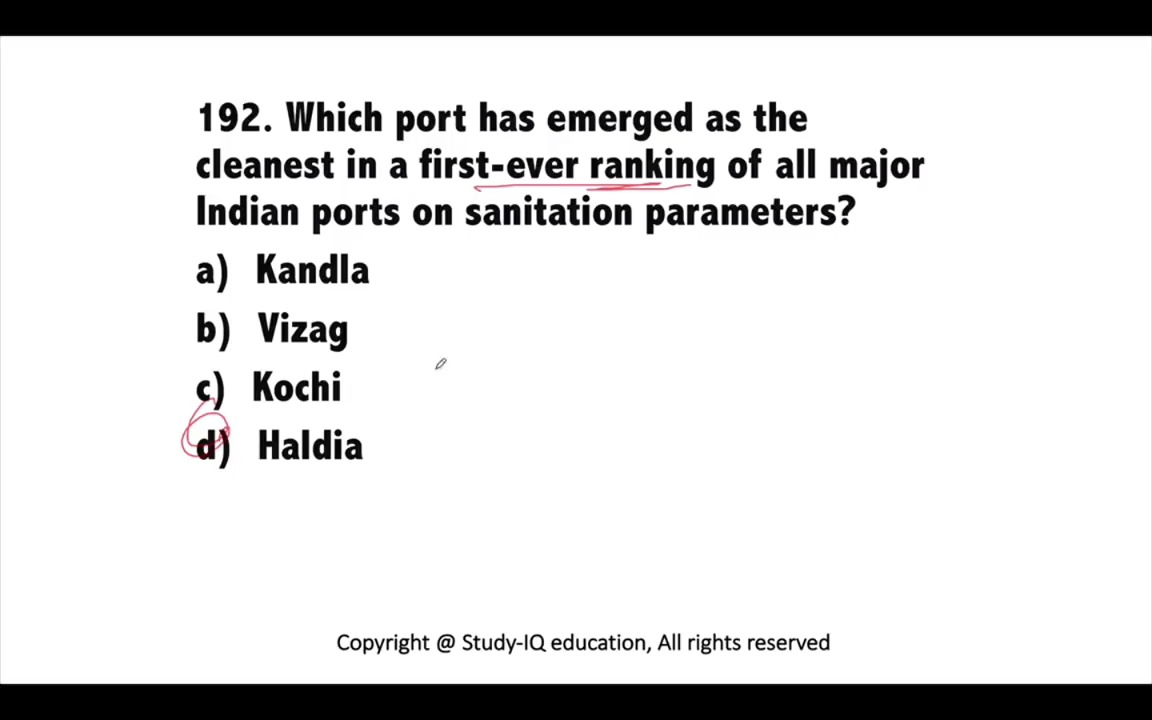 192. Which port has emerged as the
cleanest in a first-ever ranking of all major
Indian ports on sanitation parameters?
a) Kandla
b) Vizag
c) Kochi
d) Haldia
Copyright @ Study-IQ education, All rights reserved